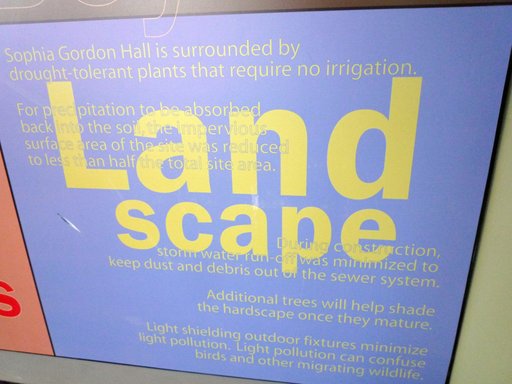 Sophia Gordon Hall is surrounded by
drought-tolerant plants that require no irrigation.
For precipitation to be absorbed
back into the soil, the impervious
surface area of the site was reduced
to less than half the total site area.
Land
scape
During construction,
storm water run-off was minimized to
keep dust and debris out of the sewer system.
Additional trees will help shade
the hardscape once they mature.
Light shielding outdoor fixtures minimize
light pollution. Light pollution can confuse
birds and other migrating wildlife.
s